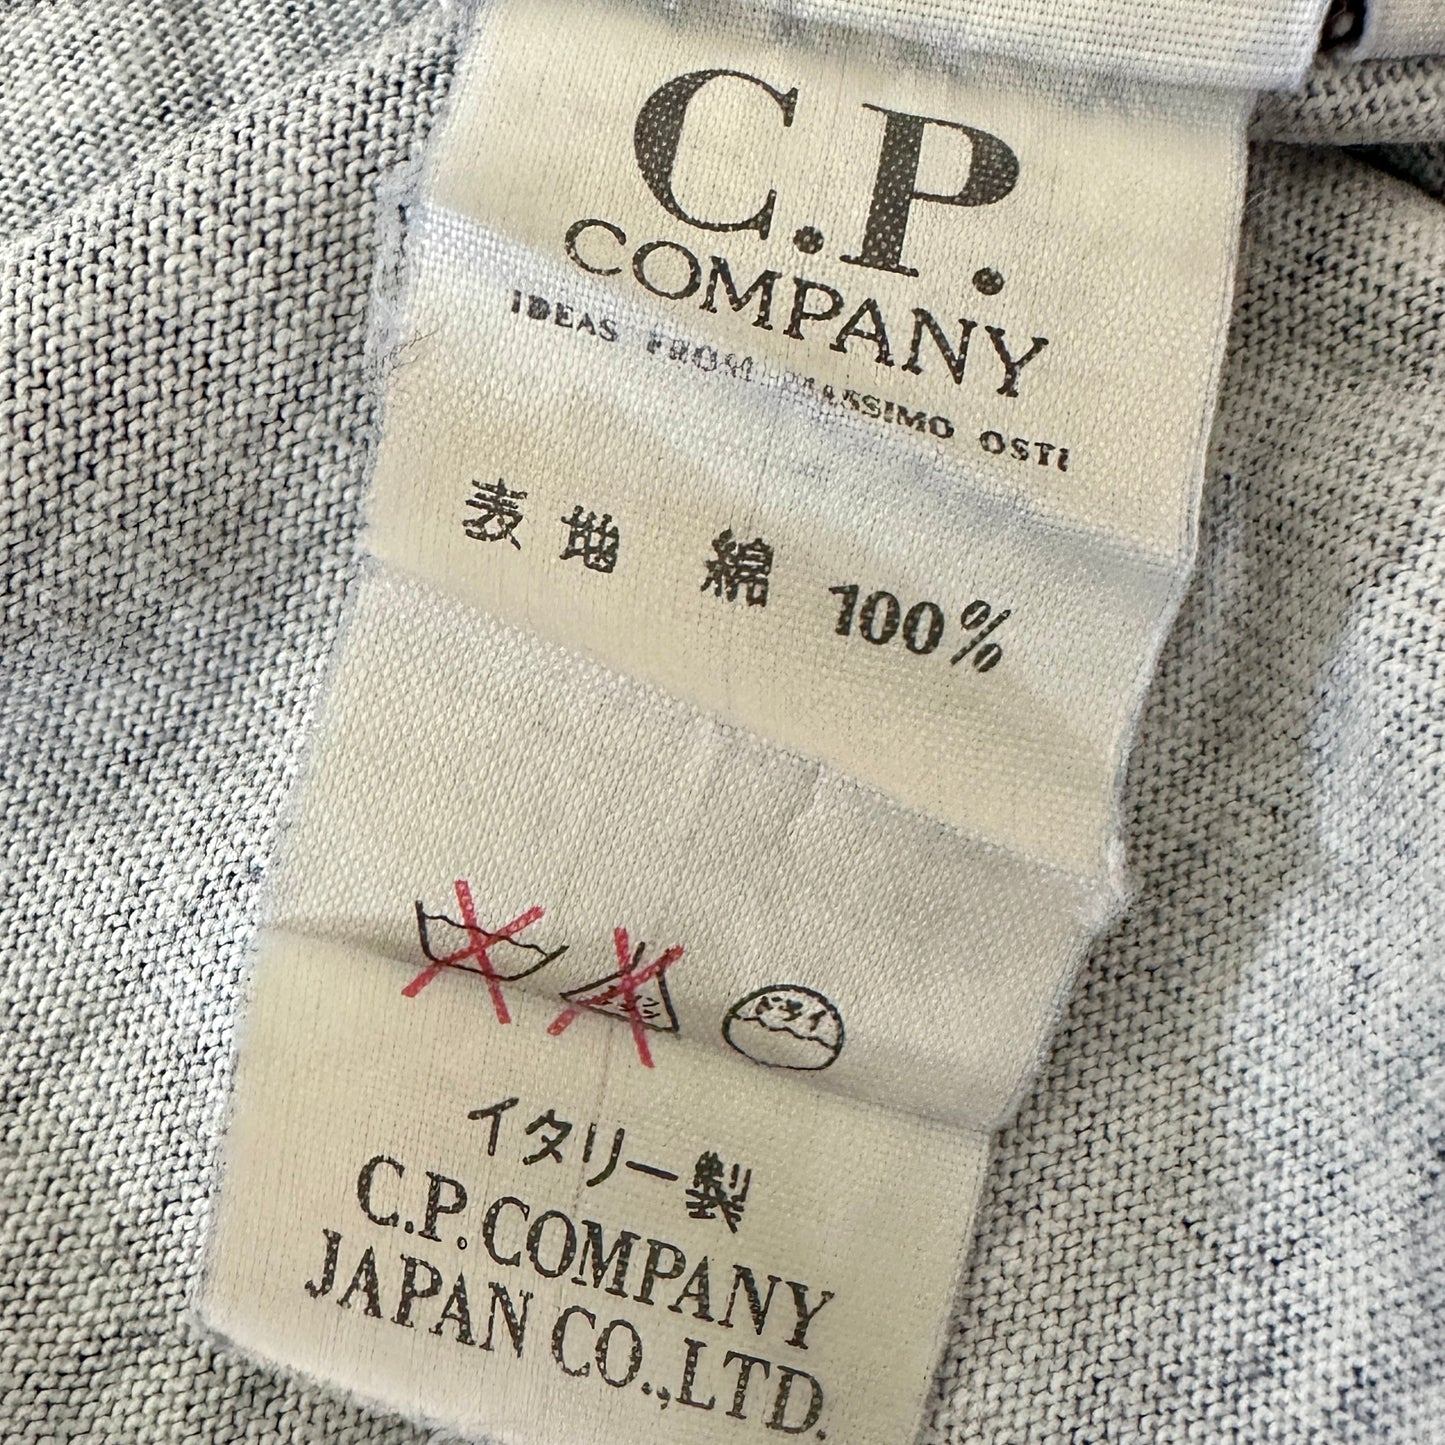 C.P.
COMPANY
IDEAS FROM MASSIMO OSTI
表地 綿 100%
ドライ
イタリー製
C.P. COMPANY
JAPAN CO.,LTD.